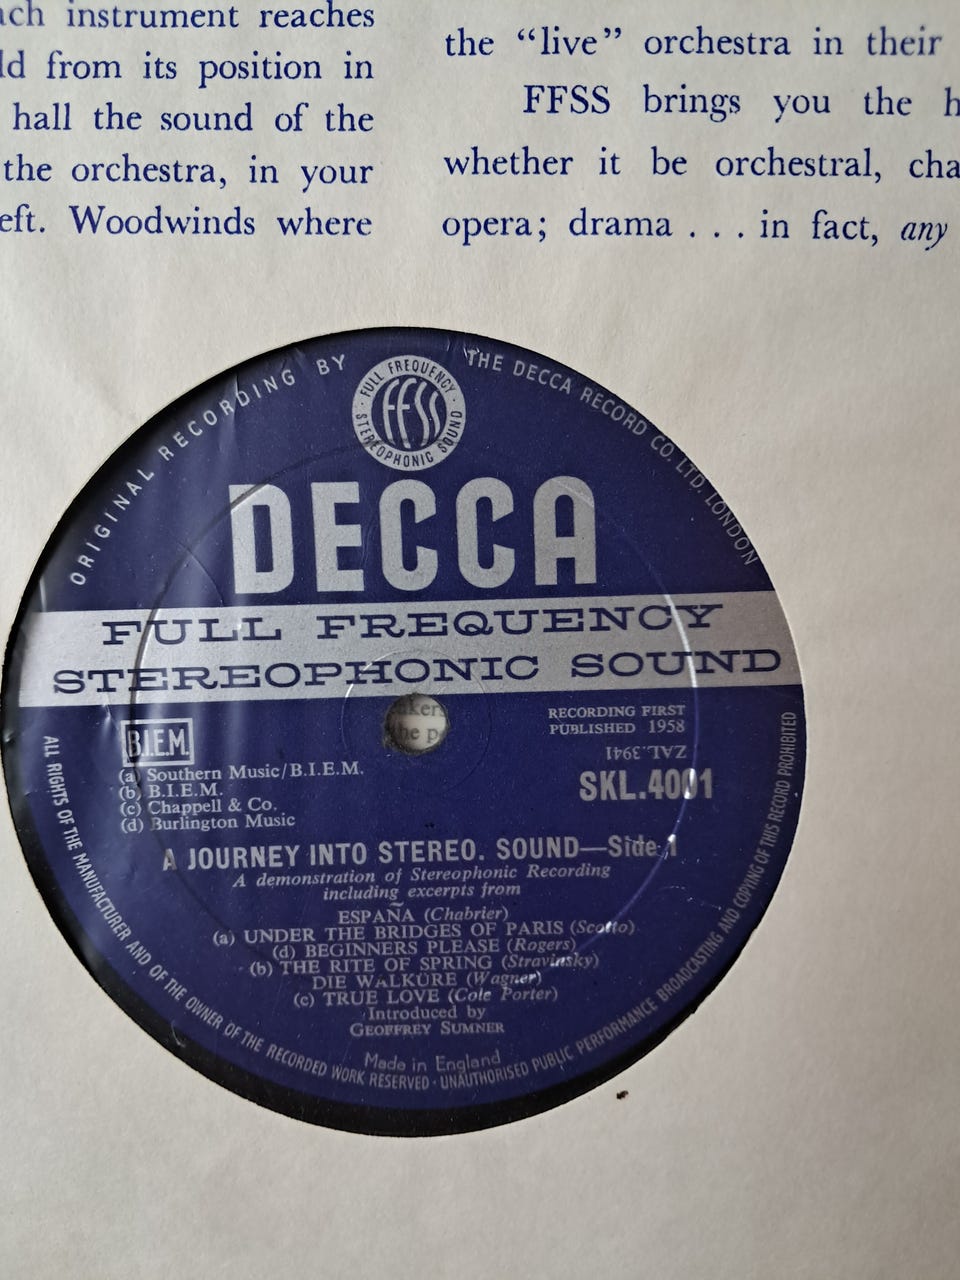 ch instrument reaches
ld from its position in
hall the sound of the
the orchestra, in your
eft. Woodwinds where
the “live” orchestra in their
FFSS brings you the h
whether it be orchestral, cha
opera; drama . . . in fact, any
ORIGINAL RECORDING BY THE DECCA RECORD CO. LTD. LONDON
FULL FREQUENCY
FFSS
STEREOPHONIC SOUND
DECCA
FULL FREQUENCY
STEREOPHONIC SOUND
akers
the p
B.I.E.M.
(a) Southern Music/B.I.E.M.
(b) B.I.E.M.
(c) Chappell & Co.
(d) Burlington Music
RECORDING FIRST
PUBLISHED 1958
ZAL.3941
SKL.4001
A JOURNEY INTO STEREO. SOUND—Side 1
A demonstration of Stereophonic Recording
including excerpts from
ESPAÑA (Chabrier)
(a) UNDER THE BRIDGES OF PARIS (Scotto)
(d) BEGINNERS PLEASE (Rogers)
(b) THE RITE OF SPRING (Stravinsky)
DIE WALKÜRE (Wagner)
(c) TRUE LOVE (Cole Porter)
Introduced by
GEOFFREY SUMNER
Made in England
ALL RIGHTS OF THE MANUFACTURER AND OF THE OWNER OF THE RECORDED WORK RESERVED · UNAUTHORISED PUBLIC PERFORMANCE BROADCASTING AND COPYING OF THIS RECORD PROHIBITED